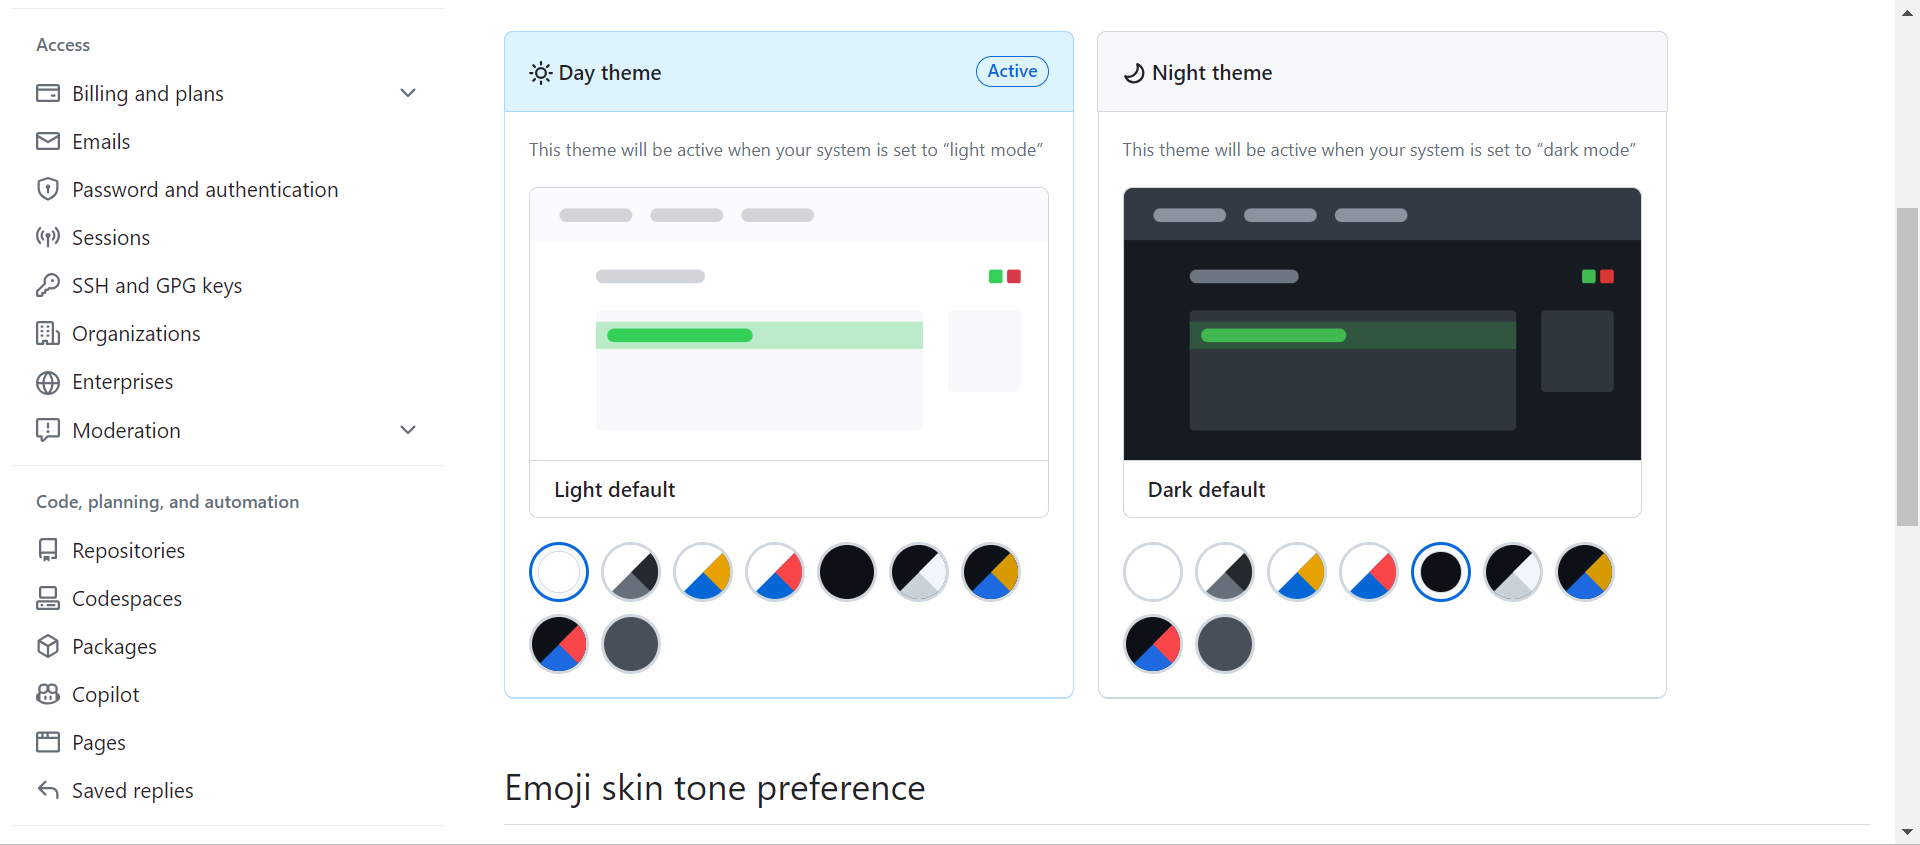 Access
Billing and plans
Emails
Password and authentication
Sessions
SSH and GPG keys
Organizations
Enterprises
Moderation
Code, planning, and automation
Repositories
Codespaces
Packages
Copilot
Pages
Saved replies
Day theme
Active
This theme will be active when your system is set to “light mode”
Light default
Night theme
This theme will be active when your system is set to “dark mode”
Dark default
Emoji skin tone preference